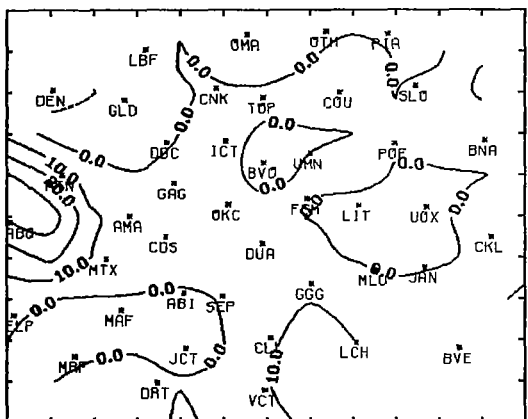 OMA OTM PIA
LBF 0.0 0.0 0.0
DEN GLD CNK TOP COU SLO
0.0
0.0 DDC ICT 0.0 UMN POF BNA
10.0 BVO 0.0 0.0
GAG
ABQ AMA OKC FSM 0.0 LIT UOX 0.0
CDS DUA CKL
10.0 MTX MLU 0.0 JAN
0.0 0.0 ABI SEP GGG
ELP MAF
MRF 0.0 JCT 0.0 CLL 10.0 LCH BVE
DRT VCT